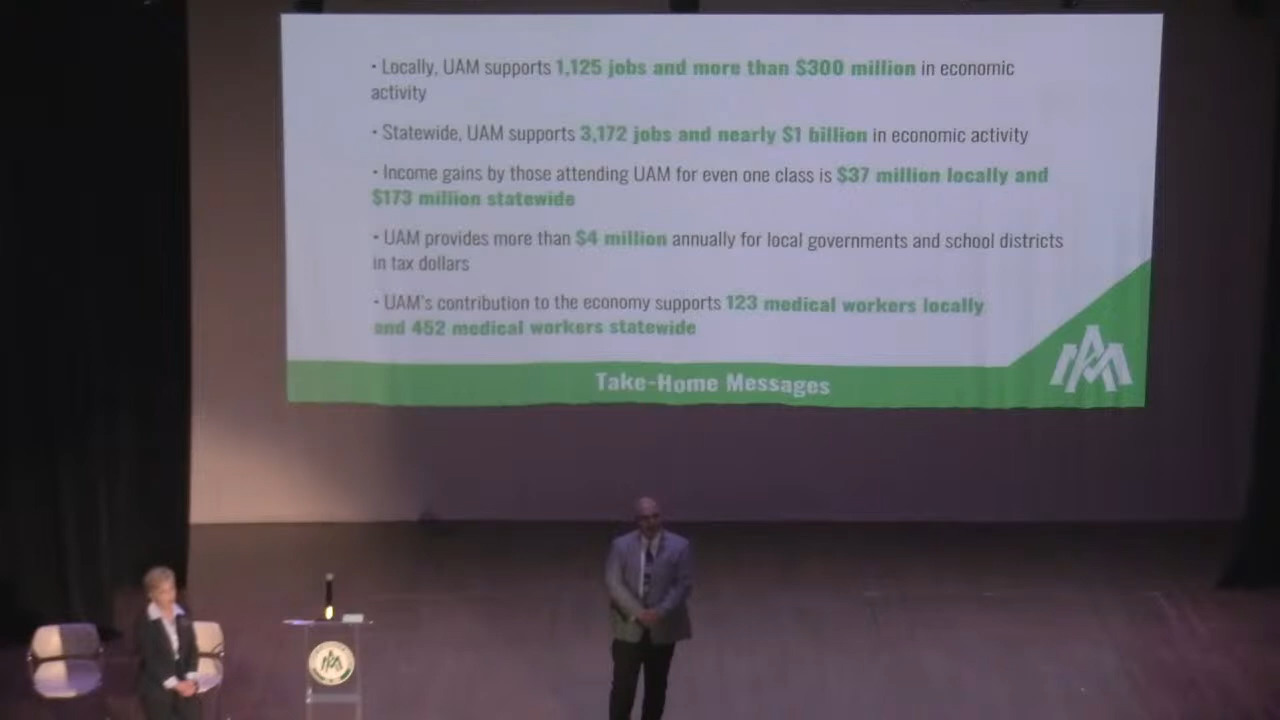 • Locally, UAM supports 1,125 jobs and more than $300 million in economic
activity
• Statewide, UAM supports 3,172 jobs and nearly $1 billion in economic activity
• Income gains by those attending UAM for even one class is $37 million locally and
$173 million statewide
• UAM provides more than $4 million annually for local governments and school districts
in tax dollars
• UAM's contribution to the economy supports 123 medical workers locally
and 452 medical workers statewide
Take-Home Messages